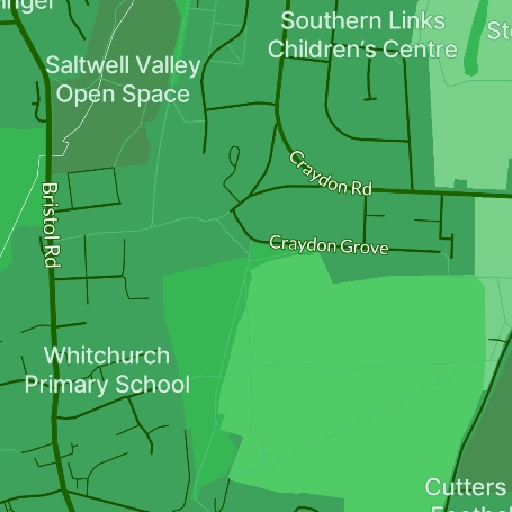 Southern Links
Children's Centre
Saltwell Valley
Open Space
Craydon Rd
Bristol Rd
Craydon Grove
Whitchurch
Primary School
Cutters